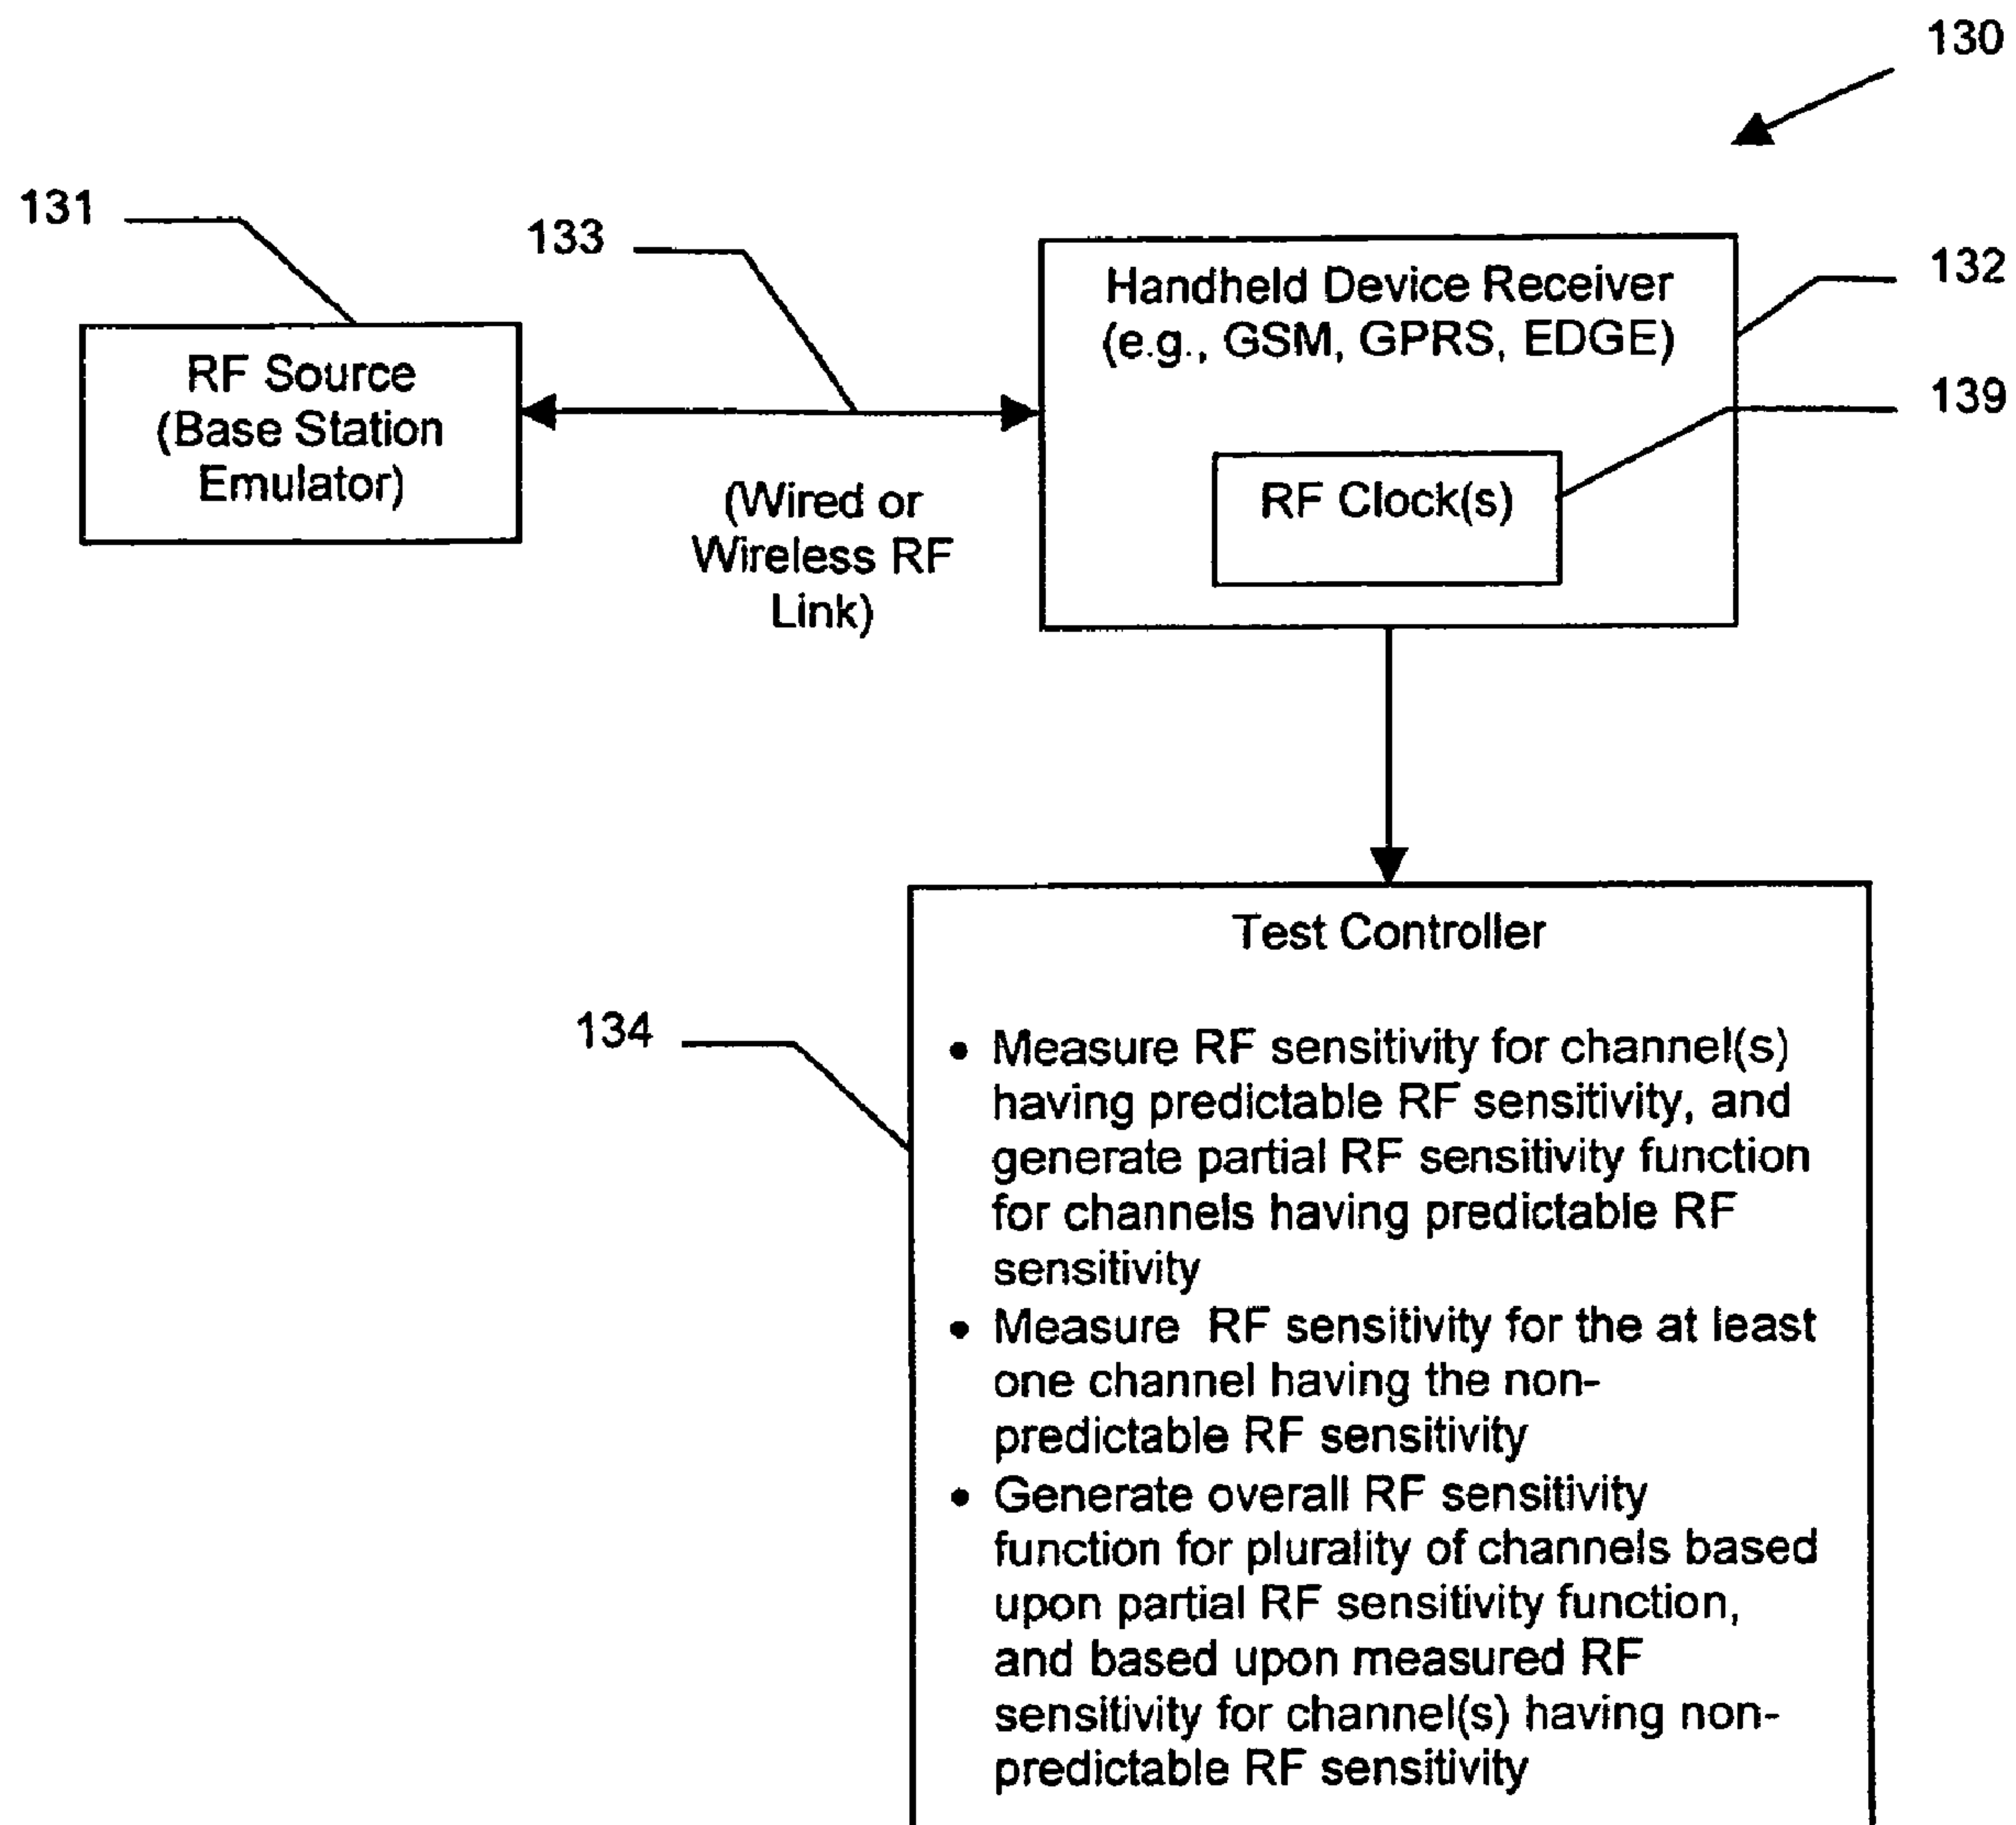 130
131
133
132
139
RF Source
(Base Station
Emulator)
(Wired or
Wireless RF
Link)
Handheld Device Receiver
(e.g., GSM, GPRS, EDGE)
RF Clock(s)
134
Test Controller
• Measure RF sensitivity for channel(s)
having predictable RF sensitivity, and
generate partial RF sensitivity function
for channels having predictable RF
sensitivity
• Measure RF sensitivity for the at least
one channel having the non-
predictable RF sensitivity
• Generate overall RF sensitivity
function for plurality of channels based
upon partial RF sensitivity function,
and based upon measured RF
sensitivity for channel(s) having non-
predictable RF sensitivity